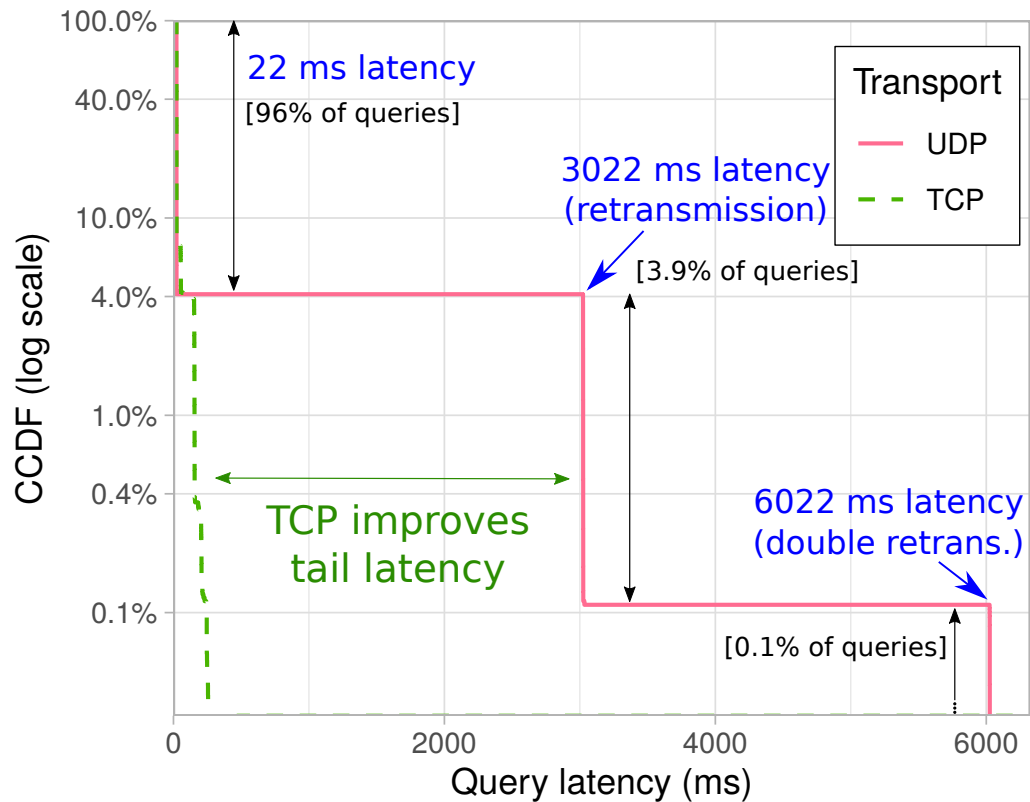 100.0%
40.0%
10.0%
4.0%
1.0%
0.4%
0.1%
CCDF (log scale)
22 ms latency
[96% of queries]
Transport
UDP
TCP
3022 ms latency
(retransmission)
[3.9% of queries]
TCP improves
tail latency
6022 ms latency
(double retrans.)
[0.1% of queries]
0
2000
4000
6000
Query latency (ms)